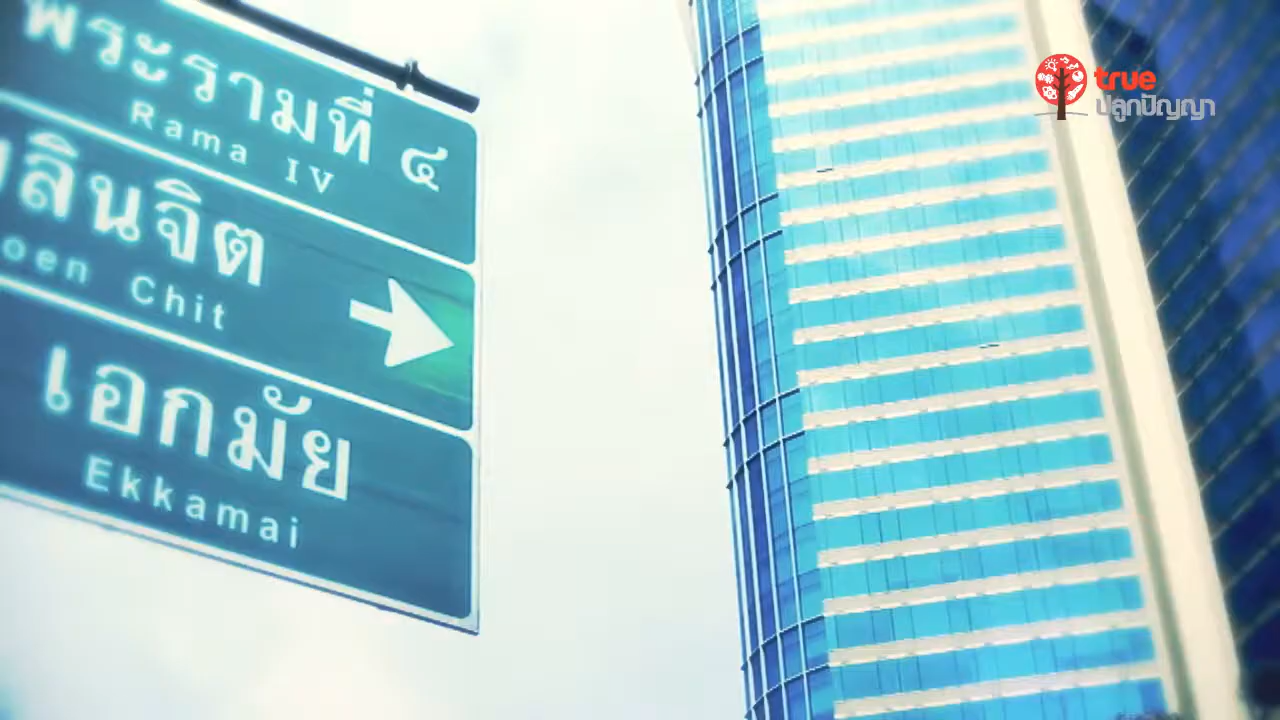 พระรามที่ ๔
Rama IV
ลินจิต
oen Chit
เอกมัย
Ekkamai
true
ปลูกปัญญา